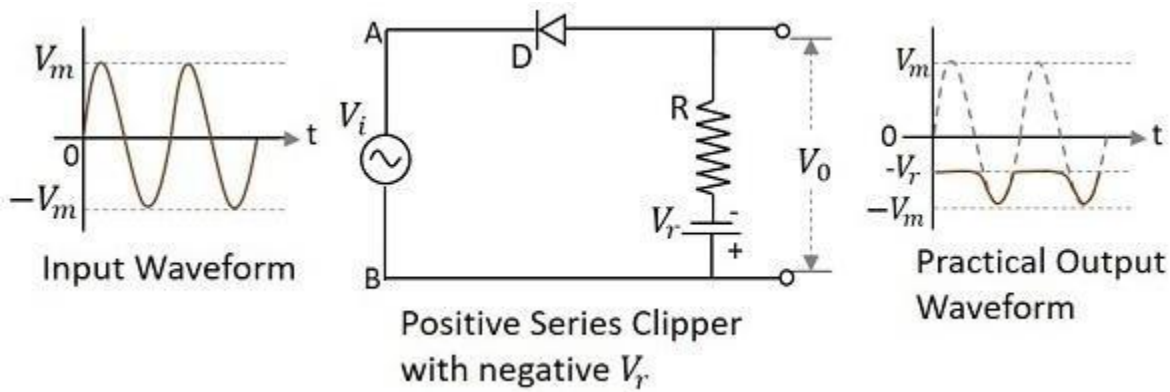 V_m
0
t
−V_m
Input Waveform
A
D
V_i
R
V_r
-
+
B
V_0
Positive Series Clipper
with negative V_r
V_m
0
t
-V_r
−V_m
Practical Output
Waveform